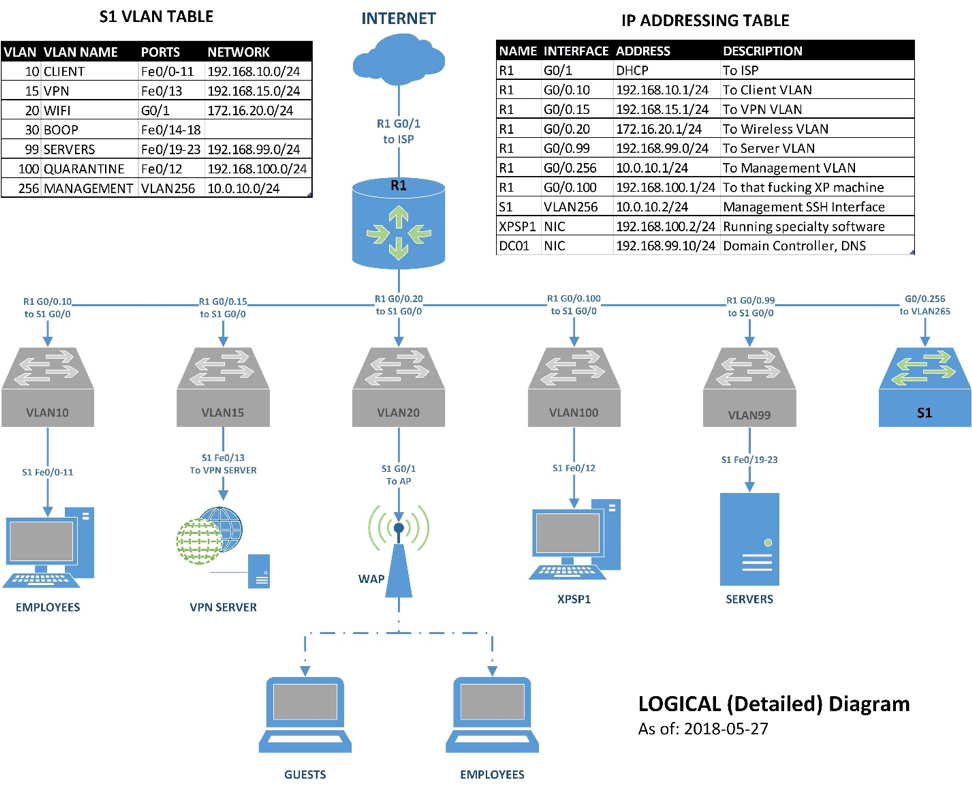 S1 VLAN TABLE
VLAN VLAN NAME PORTS NETWORK
10 CLIENT Fe0/0-11 192.168.10.0/24
15 VPN Fe0/13 192.168.15.0/24
20 WIFI G0/1 172.16.20.0/24
30 BOOP Fe0/14-18
99 SERVERS Fe0/19-23 192.168.99.0/24
100 QUARANTINE Fe0/12 192.168.100.0/24
256 MANAGEMENT VLAN256 10.0.10.0/24
INTERNET
R1 G0/1
to ISP
R1
IP ADDRESSING TABLE
NAME INTERFACE ADDRESS DESCRIPTION
R1 G0/1 DHCP To ISP
R1 G0/0.10 192.168.10.1/24 To Client VLAN
R1 G0/0.15 192.168.15.1/24 To VPN VLAN
R1 G0/0.20 172.16.20.1/24 To Wireless VLAN
R1 G0/0.99 192.168.99.0/24 To Server VLAN
R1 G0/0.256 10.0.10.1/24 To Management VLAN
R1 G0/0.100 192.168.100.1/24 To that fucking XP machine
S1 VLAN256 10.0.10.2/24 Management SSH Interface
XPSP1 NIC 192.168.100.2/24 Running specialty software
DC01 NIC 192.168.99.10/24 Domain Controller, DNS
R1 G0/0.10
to S1 G0/0
R1 G0/0.15
to S1 G0/0
R1 G0/0.20
to S1 G0/0
R1 G0/0.100
to S1 G0/0
R1 G0/0.99
to S1 G0/0
G0/0.256
to VLAN265
VLAN10
VLAN15
VLAN20
VLAN100
VLAN99
S1
S1 Fe0/0-11
S1 Fe0/13
To VPN SERVER
S1 G0/1
To AP
S1 Fe0/12
S1 Fe0/19-23
EMPLOYEES
VPN SERVER
WAP
XPSP1
SERVERS
GUESTS
EMPLOYEES
LOGICAL (Detailed) Diagram
As of: 2018-05-27